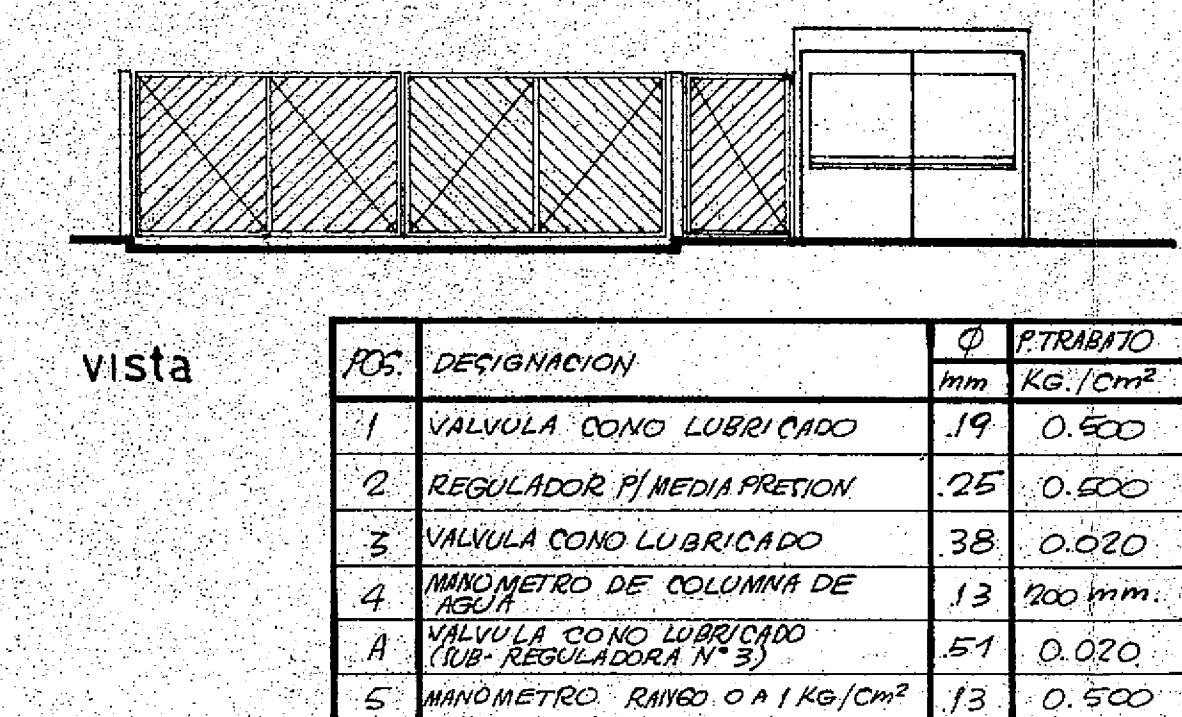 vista
POS. DESIGNACION Ø P.TRABAJO
mm KG./cm²
1 VALVULA CONO LUBRICADO .19 0.500
2 REGULADOR P/MEDIA PRESION .25 0.500
3 VALVULA CONO LUBRICADO .38 0.020
4 MANOMETRO DE COLUMNA DE
AGUA .13 200 mm.
A VALVULA CONO LUBRICADO
(SUB-REGULADORA N°3) .51 0.020
5 MANOMETRO RANGO 0 A 1 KG/cm² .13 0.500